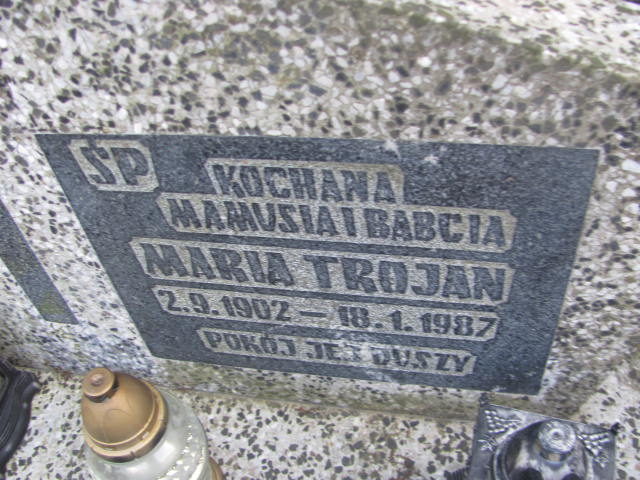 ŚP
KOCHANA
MAMUSIA I BABCIA
MARIA TROJAN
2.9.1902 – 18.1.1987
POKÓJ JEJ DUSZY